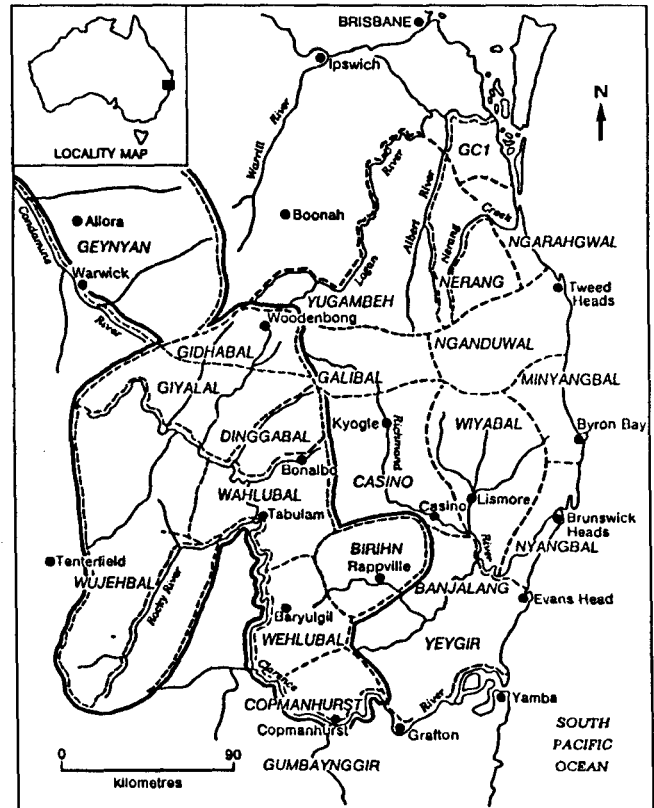 BRISBANE
Ipswich
LOCALITY MAP
N
Warrill River
River
GC1
Allora
GEYNYAN
Boonah
Logan
Albert River
Nerang
Creek
NGARAHGWAL
Condamine River
Warwick
YUGAMBEH
NERANG
Tweed Heads
Woodenbong
GIDHABAL
NGANDUWAL
GIYALAL
GALIBAL
MINYANGBAL
DINGGABAL
Kyogle
Richmond River
WIYABAL
Byron Bay
Bonalbo
CASINO
WAHLUBAL
Casino
Lismore
Tabulam
Brunswick Heads
BIRIHN
NYANGBAL
Tenterfield
Rappville
WUJEHBAL
Rocky River
BANJALANG
Evans Head
Baryulgil
WEHLUBAL
YEYGIR
Clarence River
COPMANHURST
Yamba
Copmanhurst
Grafton
SOUTH PACIFIC OCEAN
0 90
kilometres
GUMBAYNGGIR